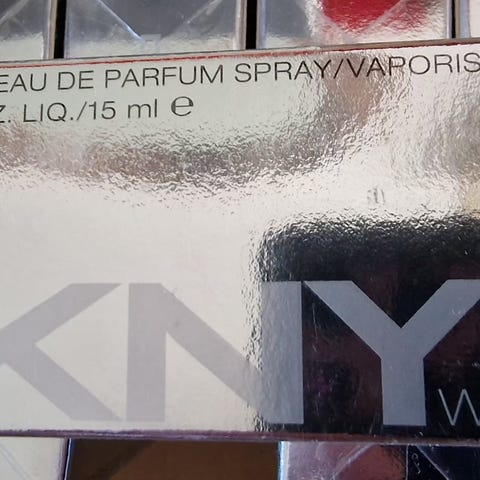 EAU DE PARFUM SPRAY/VAPORIS
Z. LIQ./15 ml ℮
KNY
W